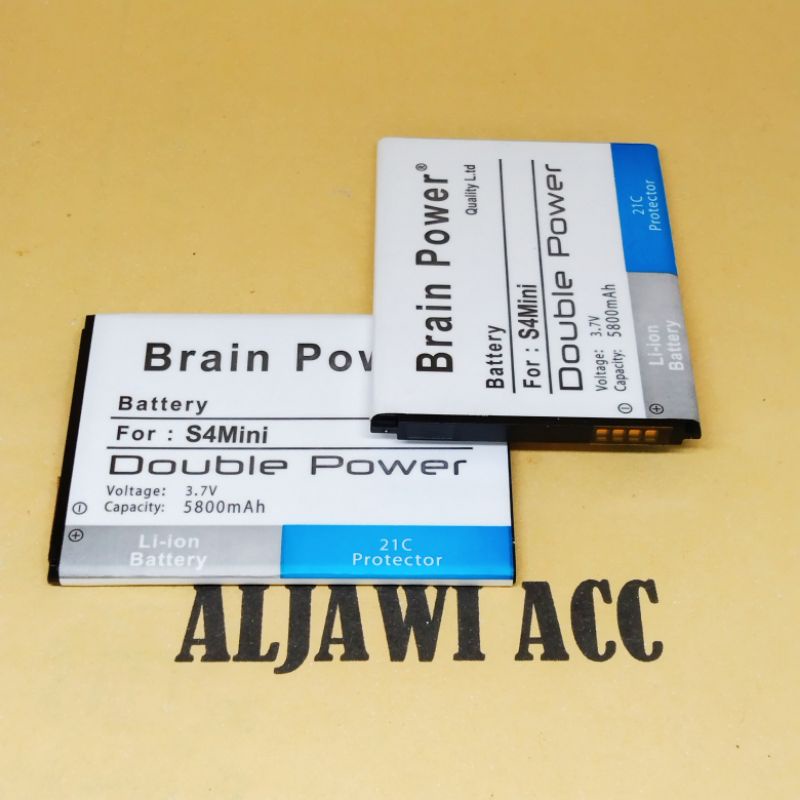 Brain Power®
Quality L.td
Battery
For : S4Mini
Double Power
Voltage: 3.7V
Capacity: 5800mAh
Li-ion
Battery
21C
Protector
Brain Pow
Battery
For : S4Mini
Double Power
Voltage: 3.7V
Capacity: 5800mAh
Li-ion
Battery
21C
Protector
ALJAWI ACC